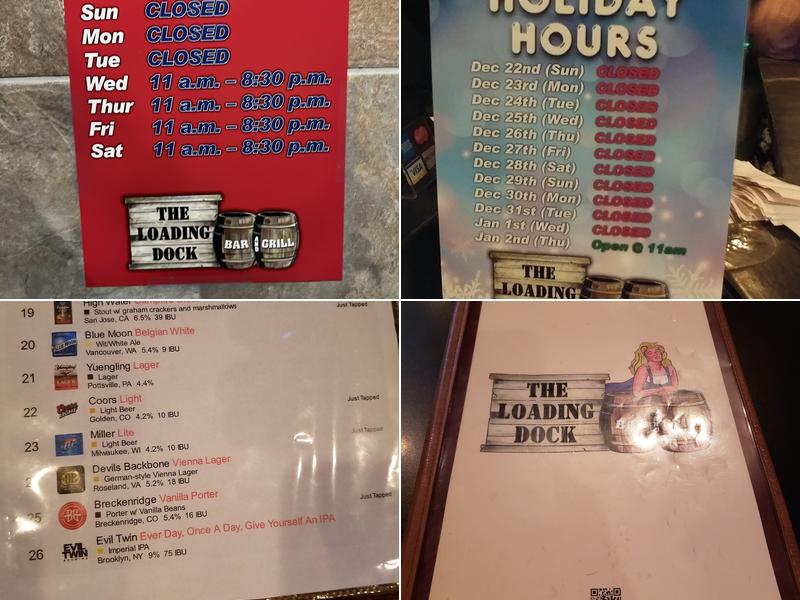 Sun CLOSED
Mon CLOSED
Tue CLOSED
Wed 11 a.m. – 8:30 p.m.
Thur 11 a.m. – 8:30 p.m.
Fri 11 a.m. – 8:30 p.m.
Sat 11 a.m. – 8:30 p.m.
THE
LOADING
DOCK
BAR & GRILL
HOLIDAY
HOURS
Dec 22nd (Sun) CLOSED
Dec 23rd (Mon) CLOSED
Dec 24th (Tue) CLOSED
Dec 25th (Wed) CLOSED
Dec 26th (Thu) CLOSED
Dec 27th (Fri) CLOSED
Dec 28th (Sat) CLOSED
Dec 29th (Sun) CLOSED
Dec 30th (Mon) CLOSED
Dec 31st (Tue) CLOSED
Jan 1st (Wed) CLOSED
Jan 2nd (Thu) Open @ 11am
VISA
THE
LOADING
19 High Water Just Tapped
Stout w/ graham crackers and marshmallows
San Jose, CA 6.5% 39 IBU
20 Blue Moon Belgian White
Wit/White Ale
Vancouver, WA 5.4% 9 IBU
21 Yuengling Lager
Lager
Pottsville, PA 4.4%
22 Coors Light Just Tapped
Light Beer
Golden, CO 4.2% 10 IBU
23 Miller Lite Just Tapped
Light Beer
Milwaukee, WI 4.2% 10 IBU
Devils Backbone Vienna Lager
German-style Vienna Lager
Roseland, VA 5.2% 18 IBU
25 Breckenridge Vanilla Porter Just Tapped
Porter w/ Vanilla Beans
Breckenridge, CO 5.4% 16 IBU
26 Evil Twin Ever Day, Once A Day, Give Yourself An IPA
EVIL
TWIN
Imperial IPA
Brooklyn, NY 9% 75 IBU
THE
LOADING
DOCK